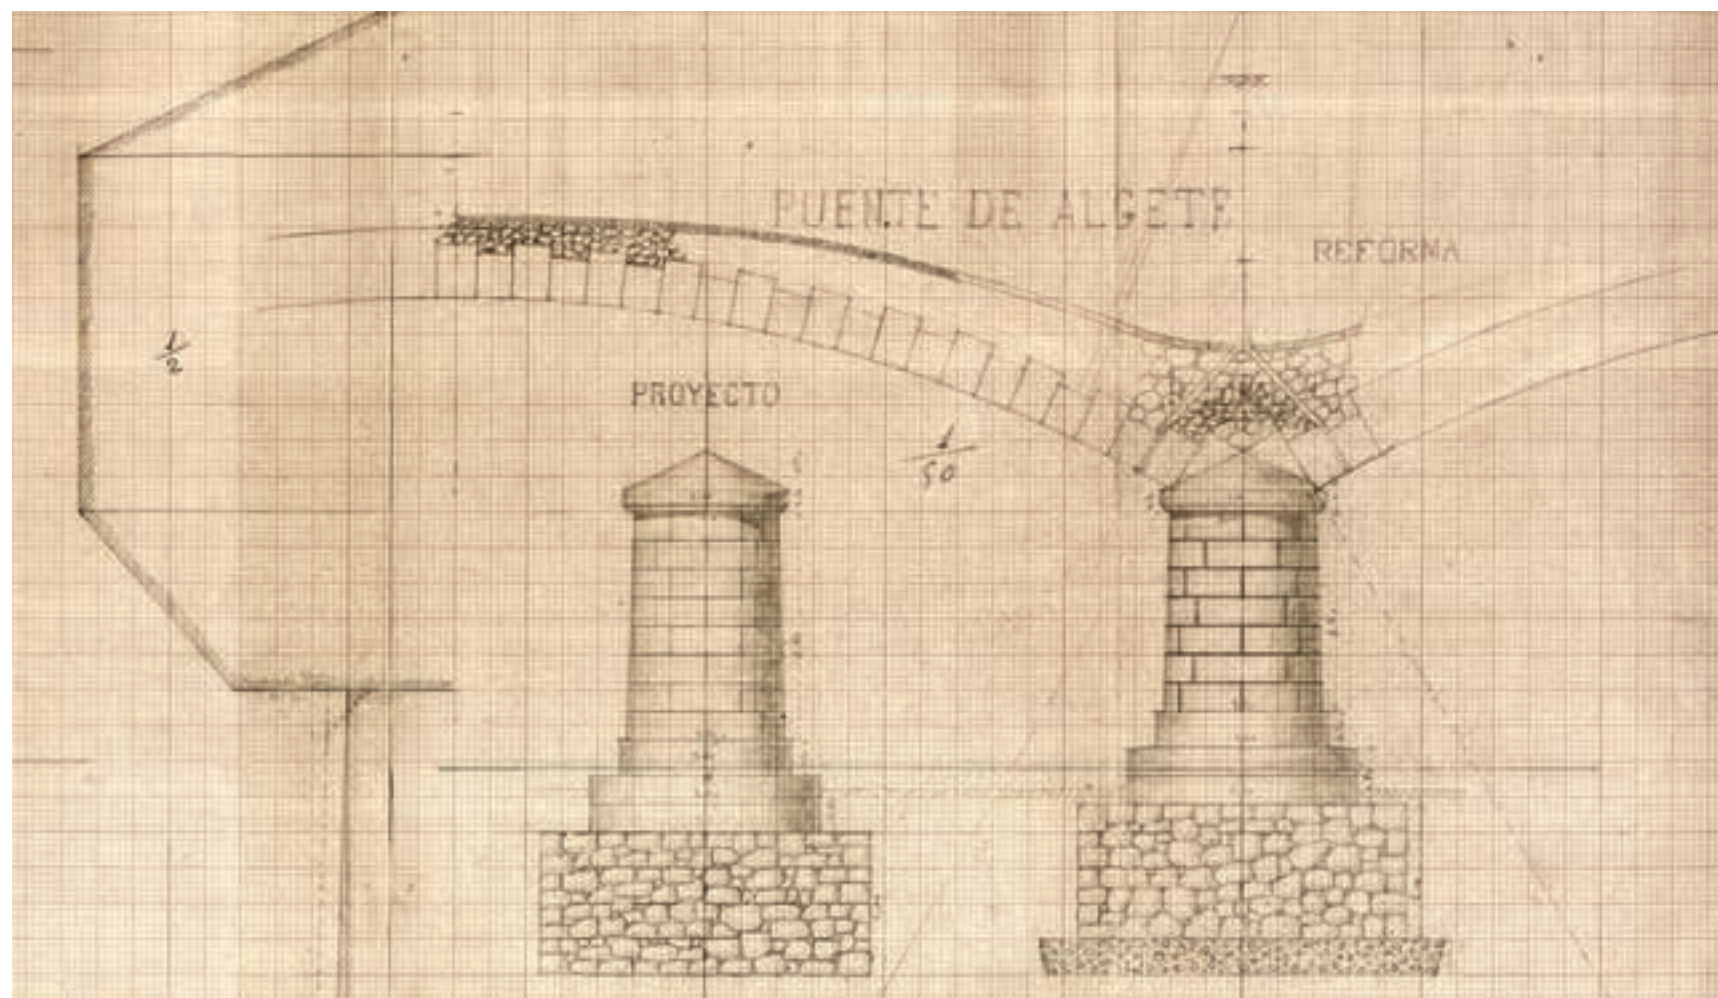 PUENTE DE ALGETE
REFORMA
1/2
PROYECTO
1/50